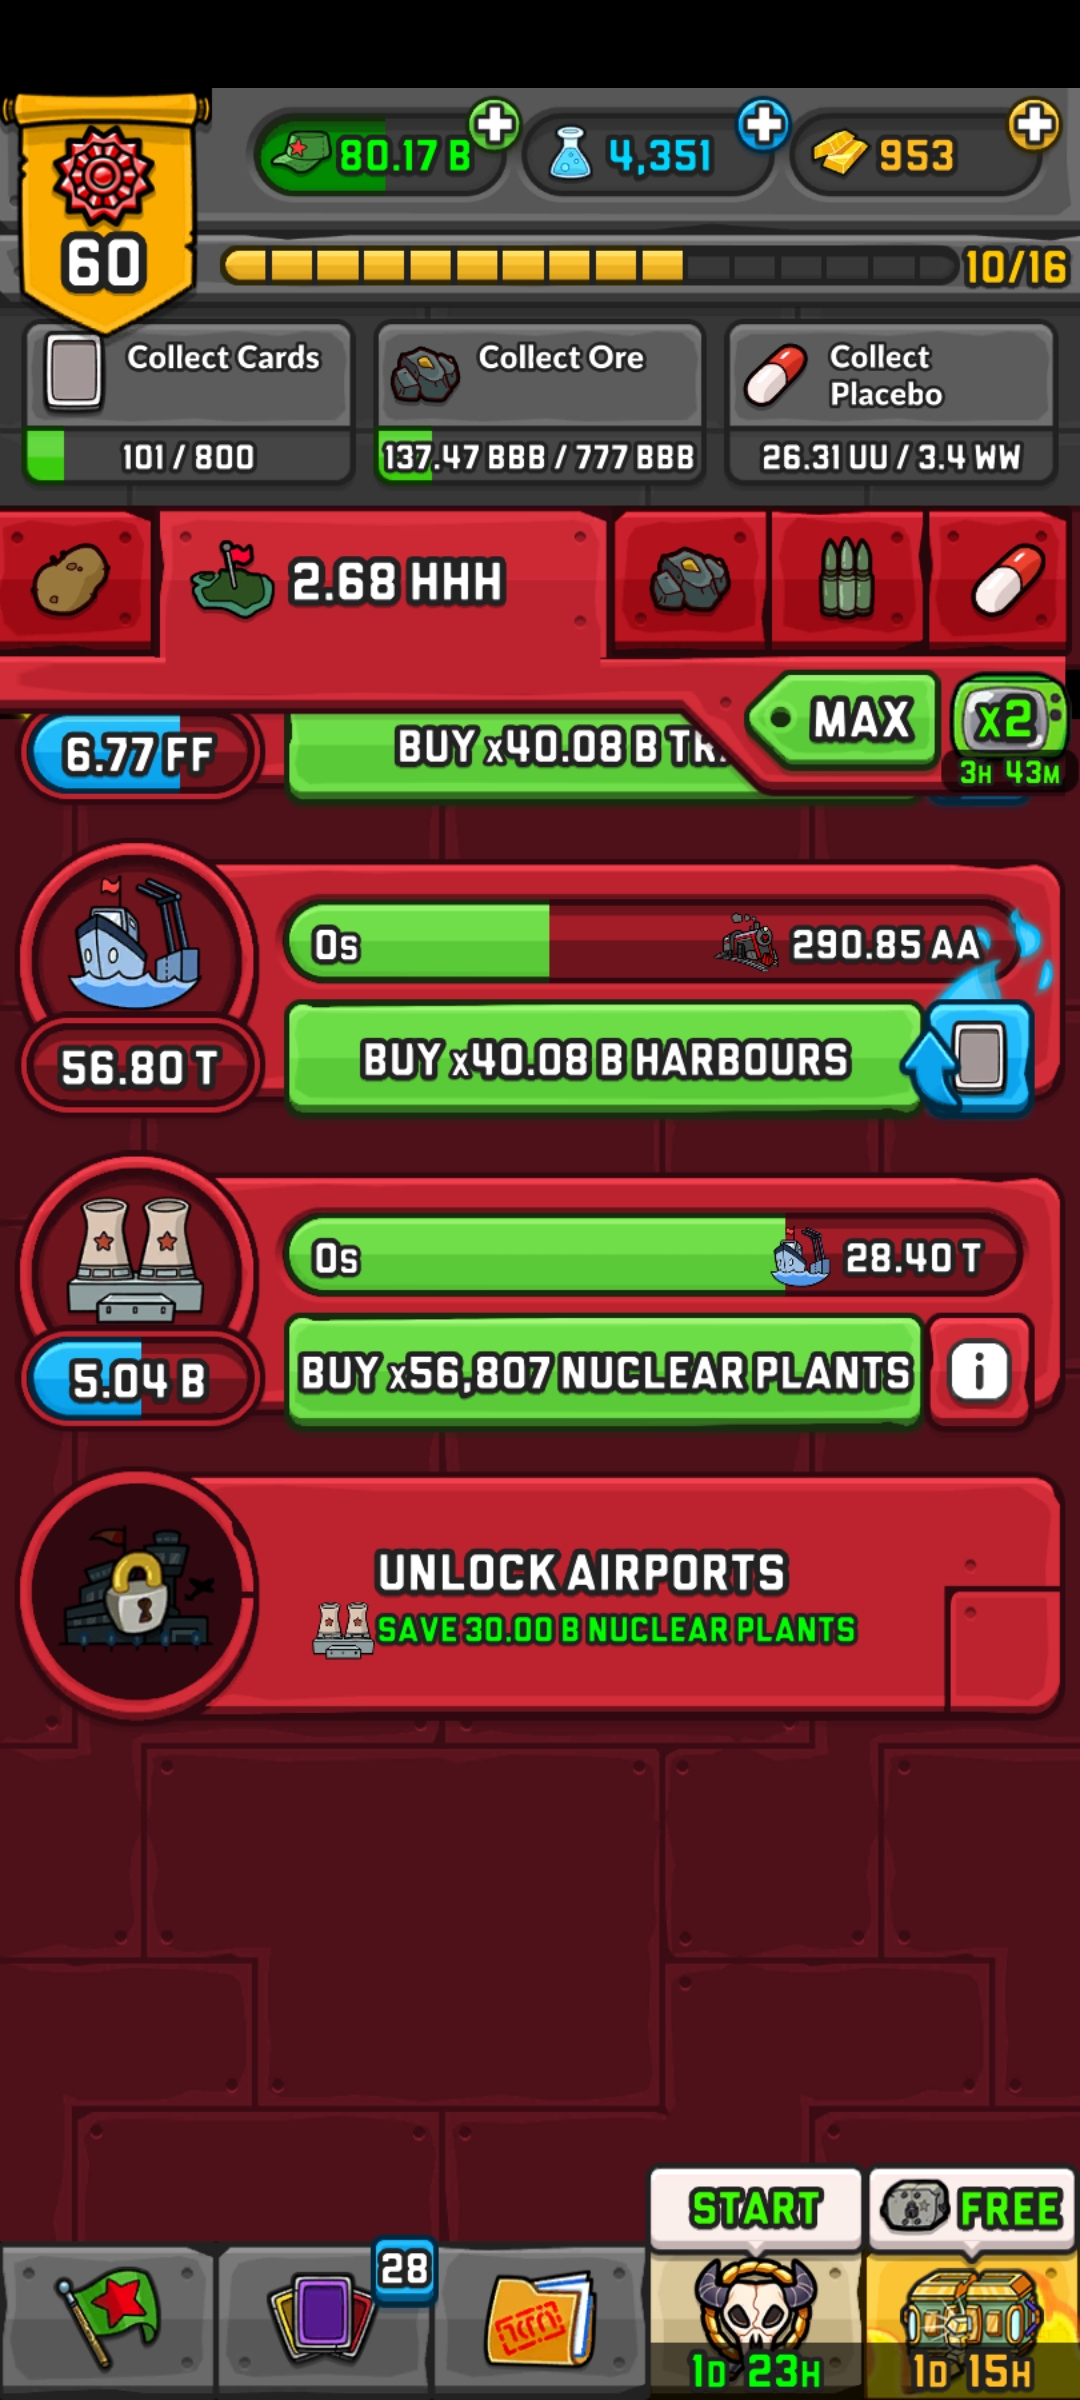 80.17 B
4,351
953
60
10/16
Collect Cards
101 / 800
Collect Ore
137.47 BBB / 777 BBB
Collect
Placebo
26.31 UU / 3.4 WW
2.68 HHH
MAX
x2
3H 43M
6.77 FF
BUY x40.08 B
0s
290.85 AA
56.80 T
BUY x40.08 B HARBOURS
0s
28.40 T
5.04 B
BUY x56,807 NUCLEAR PLANTS
i
UNLOCK AIRPORTS
SAVE 30.00 B NUCLEAR PLANTS
START
FREE
28
1D 23H
1D 15H